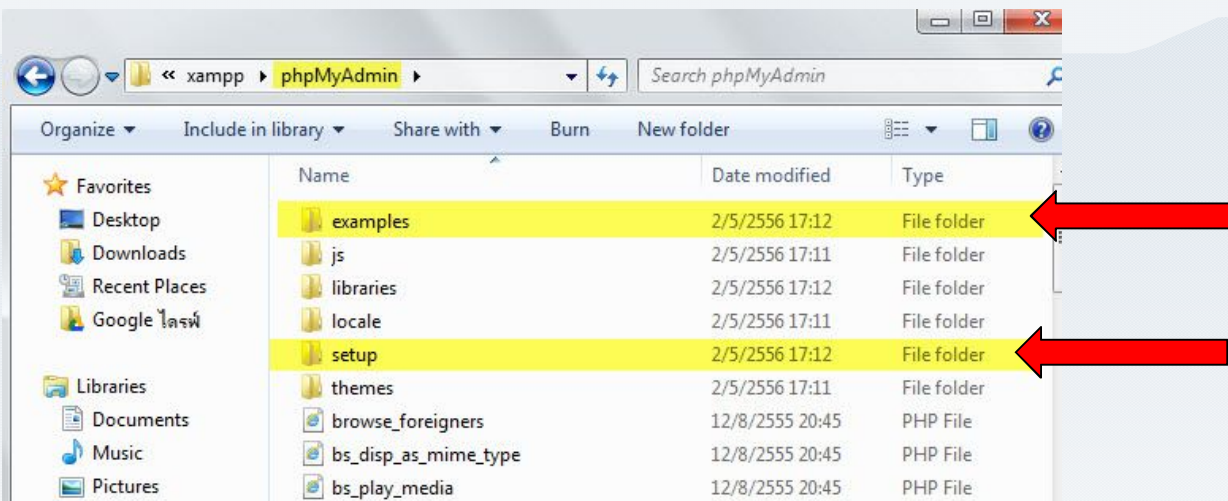 « xampp ▸ phpMyAdmin ▸ Search phpMyAdmin
Organize ▾ Include in library ▾ Share with ▾ Burn New folder
Name Date modified Type
Favorites
Desktop
Downloads
Recent Places
Google ไดรฟ์
Libraries
Documents
Music
Pictures
examples 2/5/2556 17:12 File folder
js 2/5/2556 17:11 File folder
libraries 2/5/2556 17:12 File folder
locale 2/5/2556 17:11 File folder
setup 2/5/2556 17:12 File folder
themes 2/5/2556 17:11 File folder
browse_foreigners 12/8/2555 20:45 PHP File
bs_disp_as_mime_type 12/8/2555 20:45 PHP File
bs_play_media 12/8/2555 20:45 PHP File